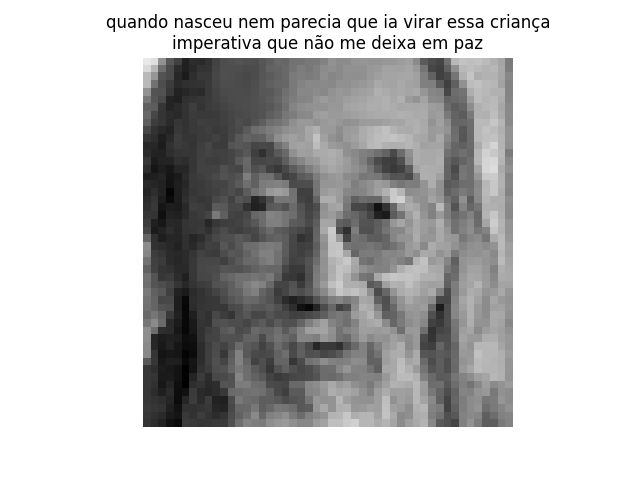 quando nasceu nem parecia que ia virar essa criança
imperativa que não me deixa em paz